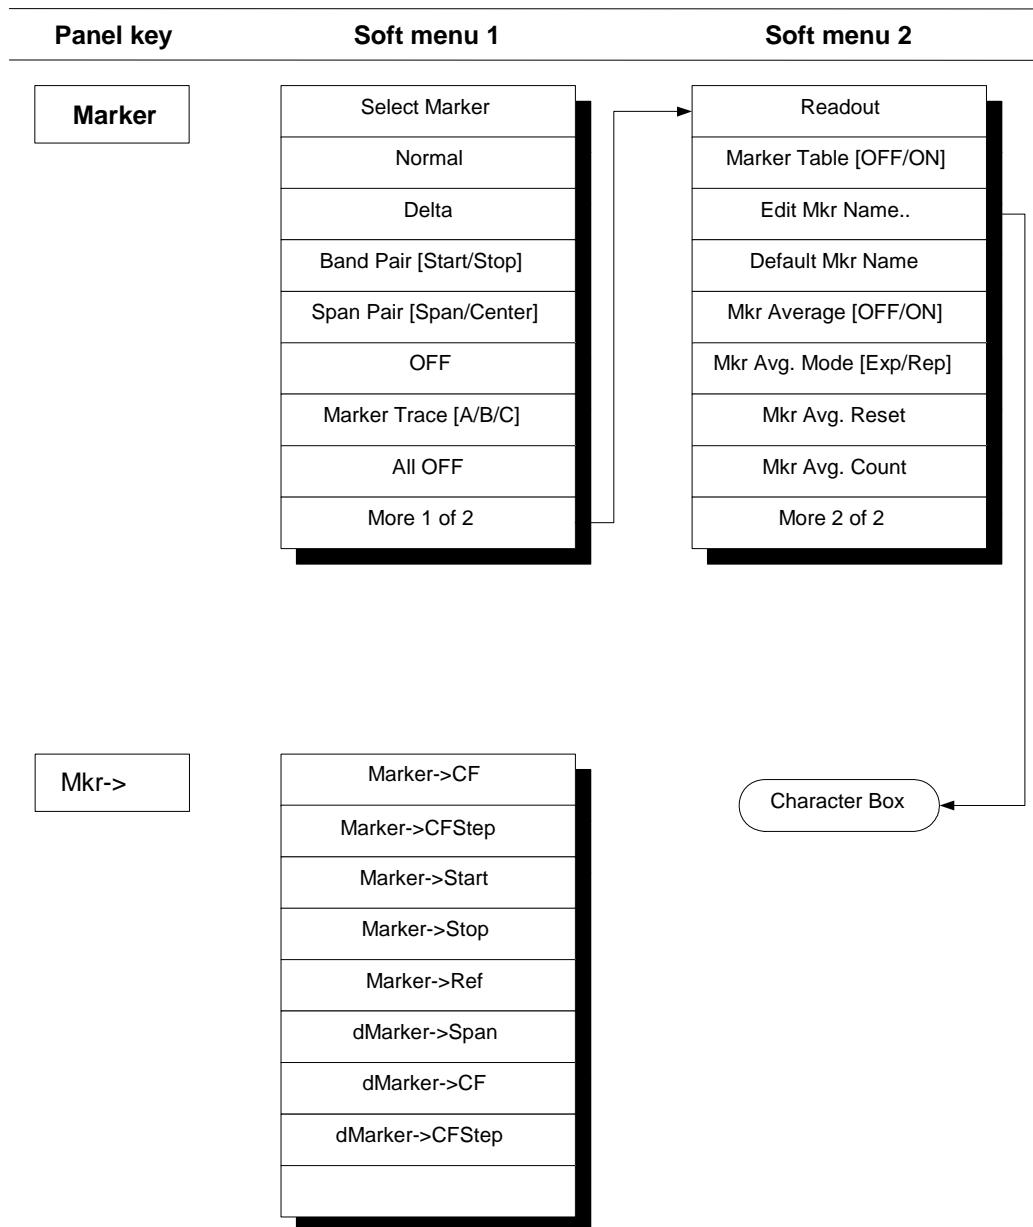 Panel key
Soft menu 1
Soft menu 2
Marker
Select Marker
Normal
Delta
Band Pair [Start/Stop]
Span Pair [Span/Center]
OFF
Marker Trace [A/B/C]
All OFF
More 1 of 2
Readout
Marker Table [OFF/ON]
Edit Mkr Name..
Default Mkr Name
Mkr Average [OFF/ON]
Mkr Avg. Mode [Exp/Rep]
Mkr Avg. Reset
Mkr Avg. Count
More 2 of 2
Mkr->
Marker->CF
Marker->CFStep
Marker->Start
Marker->Stop
Marker->Ref
dMarker->Span
dMarker->CF
dMarker->CFStep
Character Box